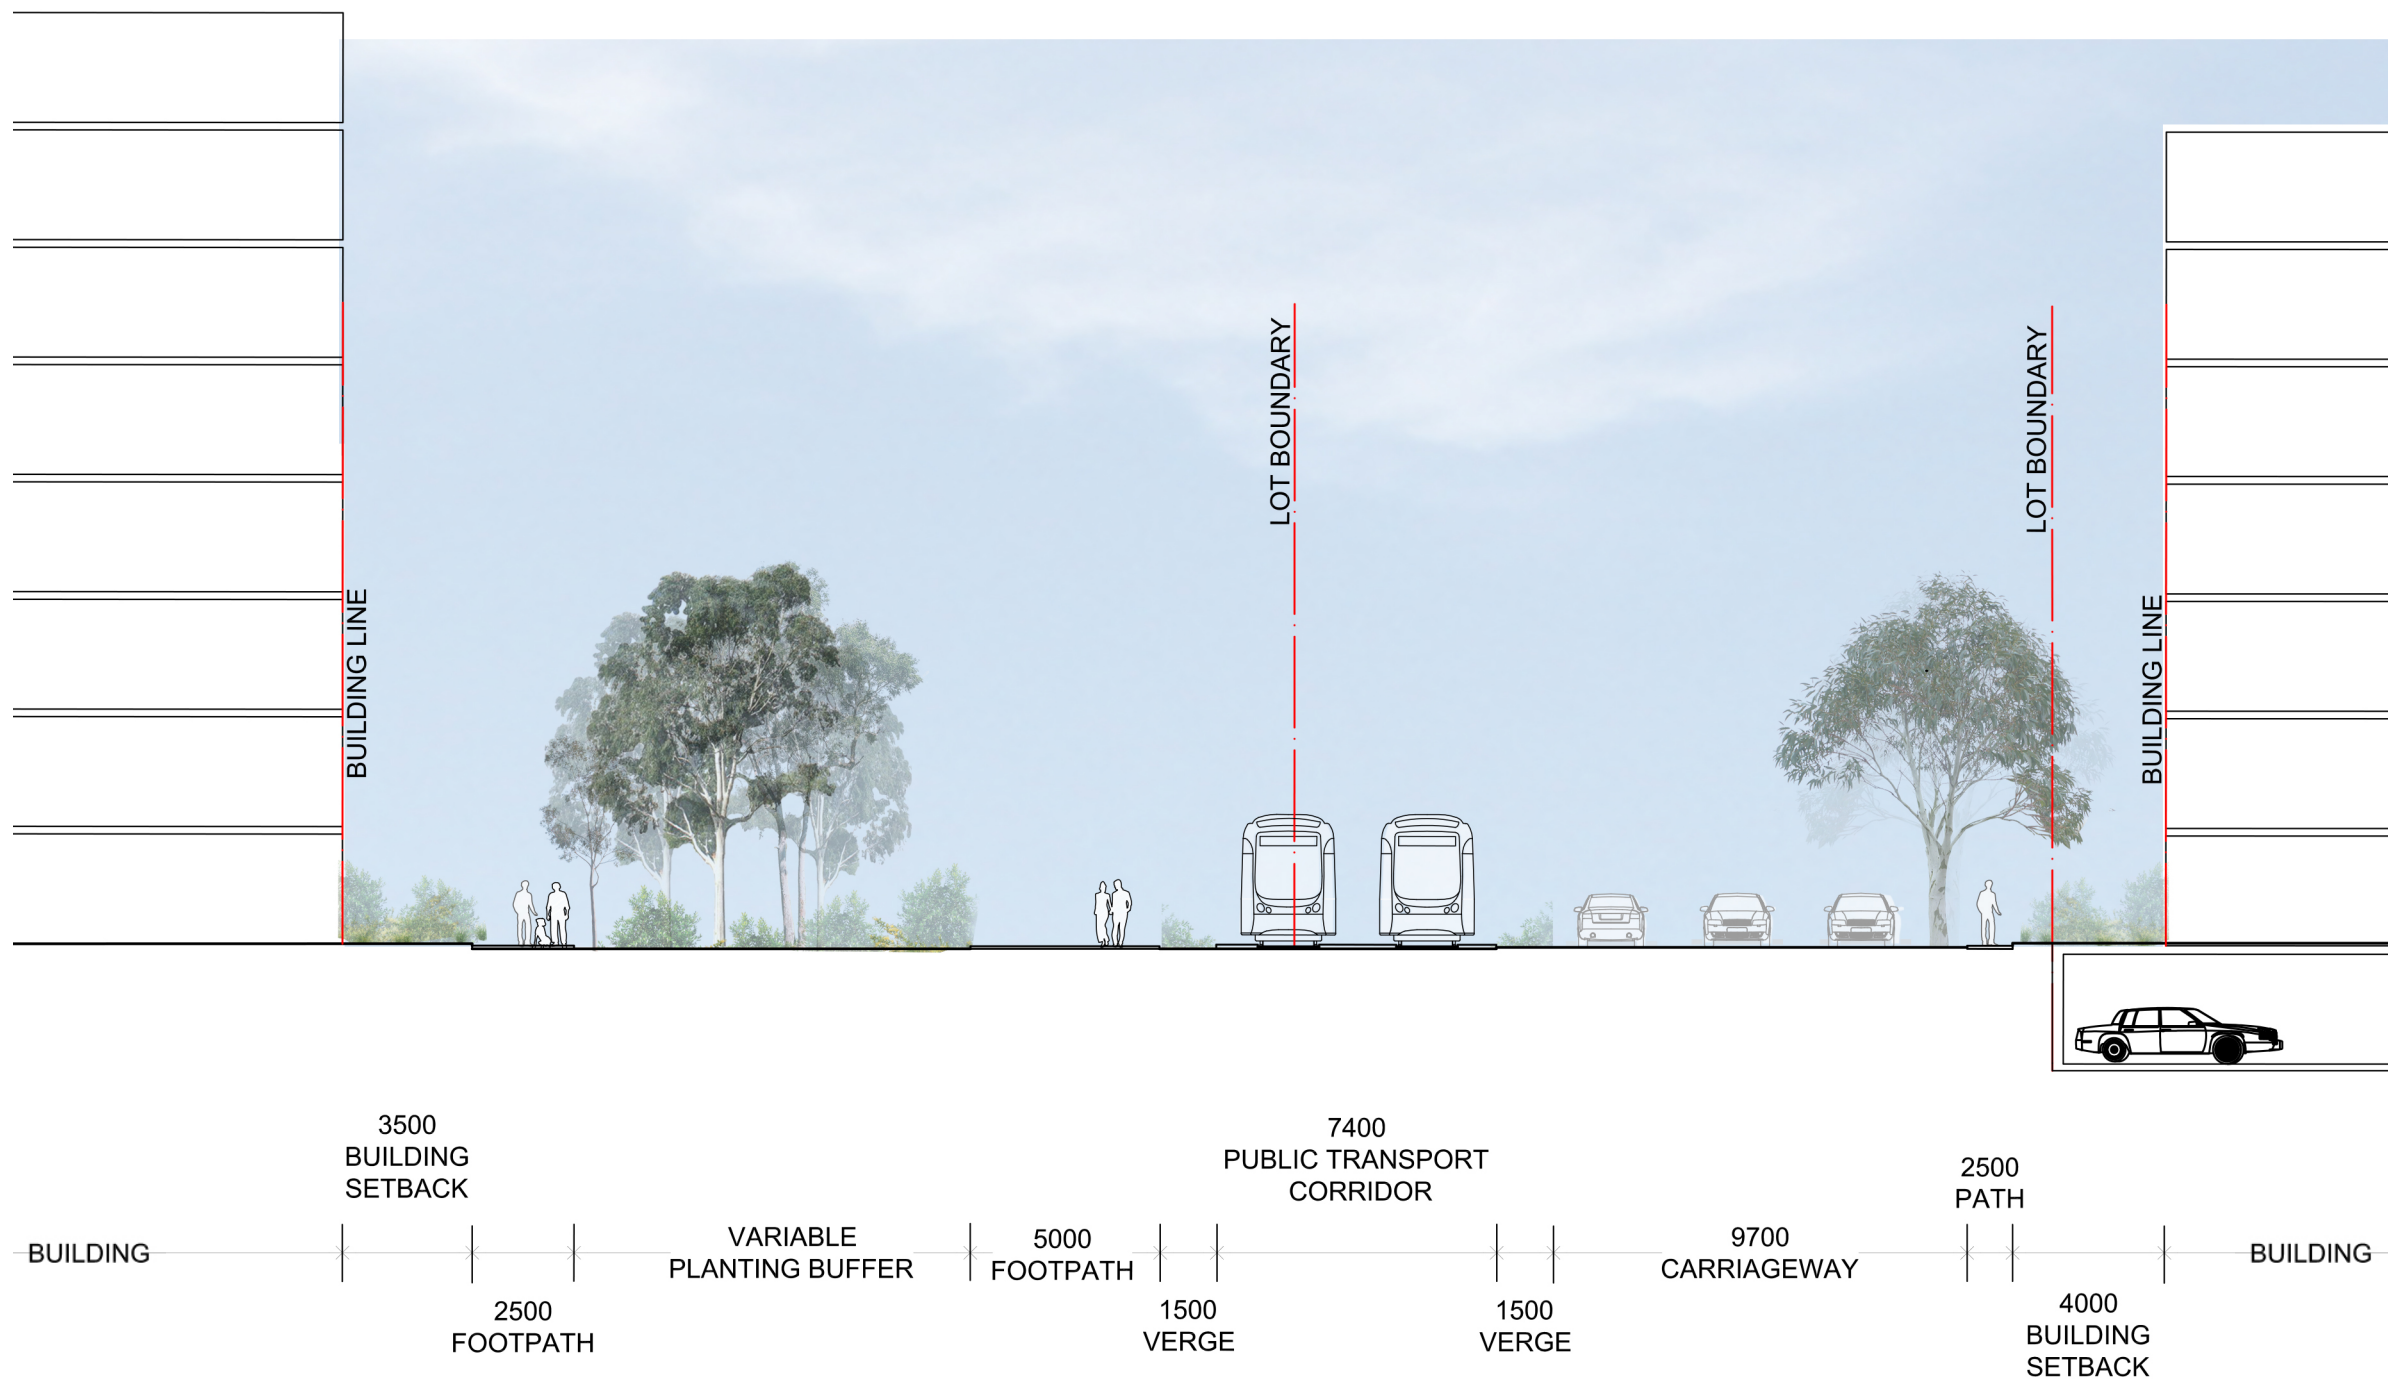 LOT BOUNDARY
LOT BOUNDARY
BUILDING LINE
BUILDING LINE
3500
BUILDING
SETBACK
7400
PUBLIC TRANSPORT
CORRIDOR
2500
PATH
BUILDING
VARIABLE
PLANTING BUFFER
5000
FOOTPATH
9700
CARRIAGEWAY
BUILDING
2500
FOOTPATH
1500
VERGE
1500
VERGE
4000
BUILDING
SETBACK